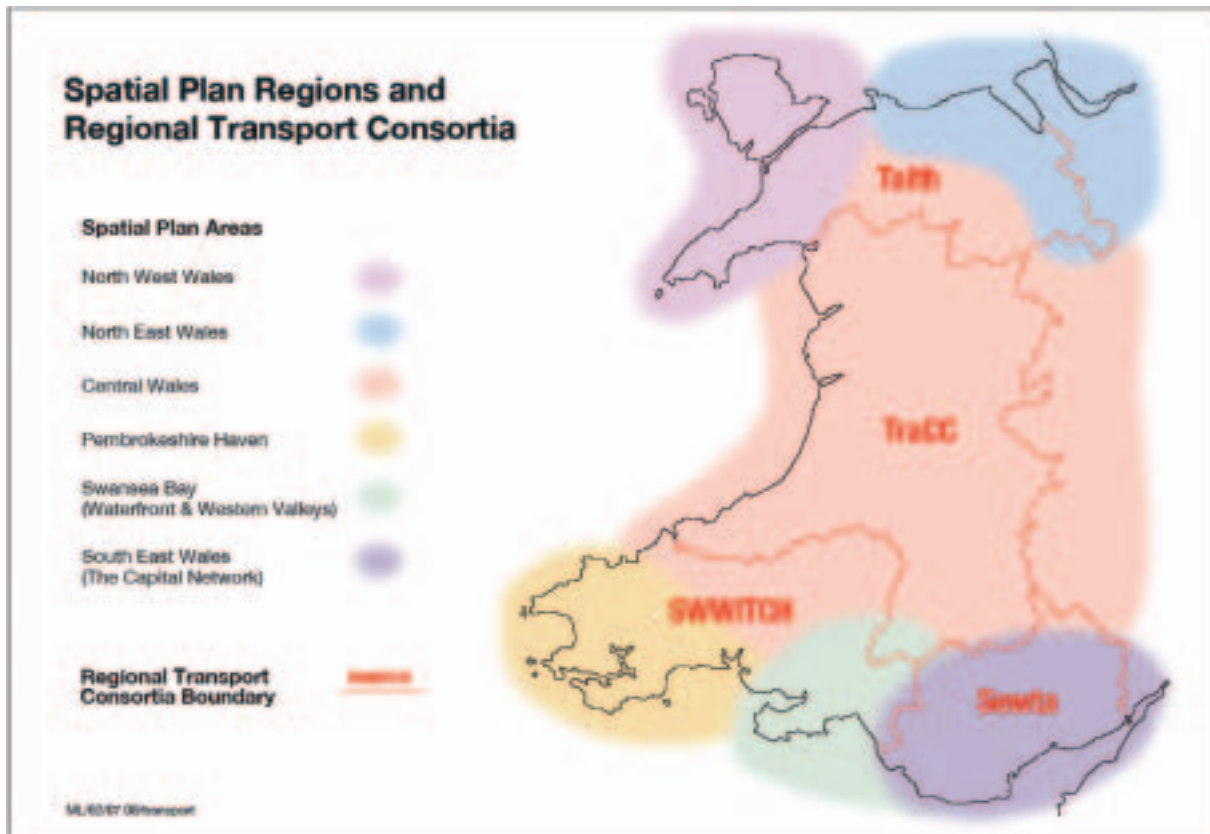 Spatial Plan Regions and
Regional Transport Consortia
Spatial Plan Areas
North West Wales
North East Wales
Central Wales
Pembrokeshire Haven
Swansea Bay
(Waterfront & Western Valleys)
South East Wales
(The Capital Network)
Regional Transport
Consortia Boundary
Taith
TraCC
SWWITCH
Sewta